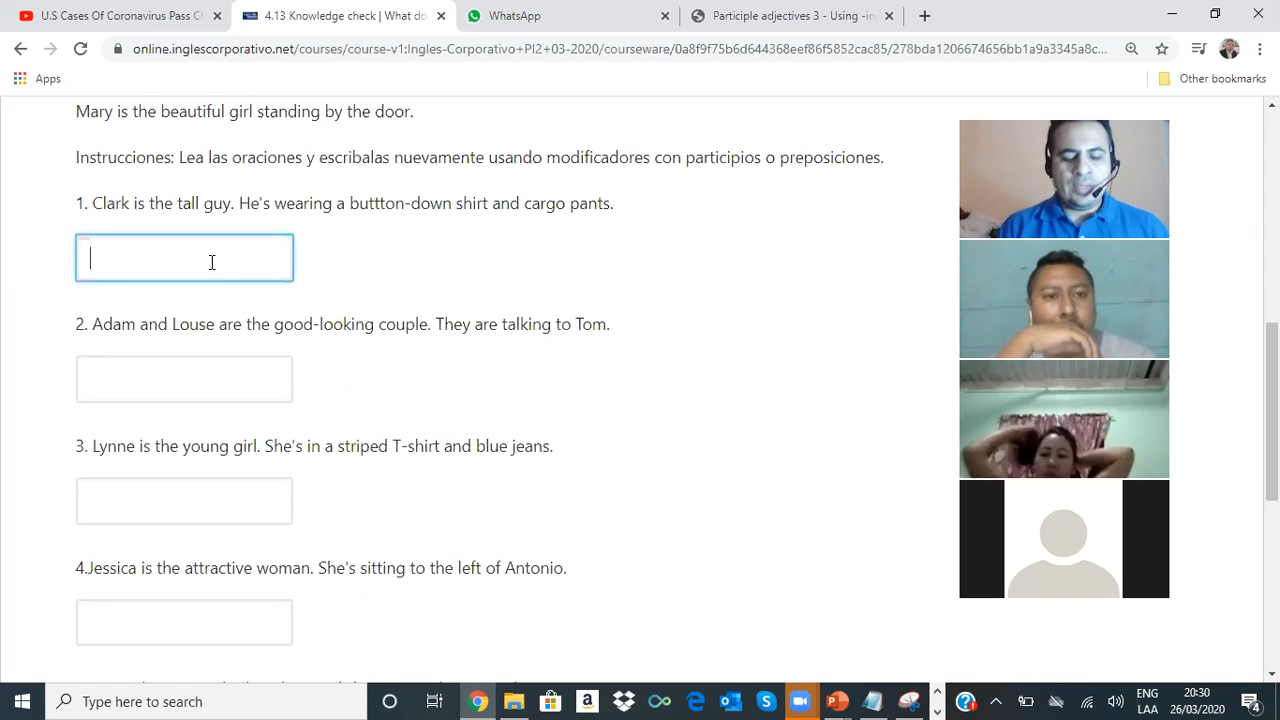 U.S Cases Of Coronavirus Pass Cl
4.13 Knowledge check | What do
WhatsApp
Participle adjectives 3 - Using -in
online.inglescorporativo.net/courses/course-v1:Ingles-Corporativo+PI2+03-2020/courseware/0a8f9f75b6d644368eef86f5852cac85/278bda1206674656bb1a9a3345a8c...
Apps
Other bookmarks
Mary is the beautiful girl standing by the door.
Instrucciones: Lea las oraciones y escribalas nuevamente usando modificadores con participios o preposiciones.
1. Clark is the tall guy. He's wearing a buttton-down shirt and cargo pants.
2. Adam and Louse are the good-looking couple. They are talking to Tom.
3. Lynne is the young girl. She's in a striped T-shirt and blue jeans.
4.Jessica is the attractive woman. She's sitting to the left of Antonio.
Type here to search
ENG
LAA
20:30
26/03/2020
4